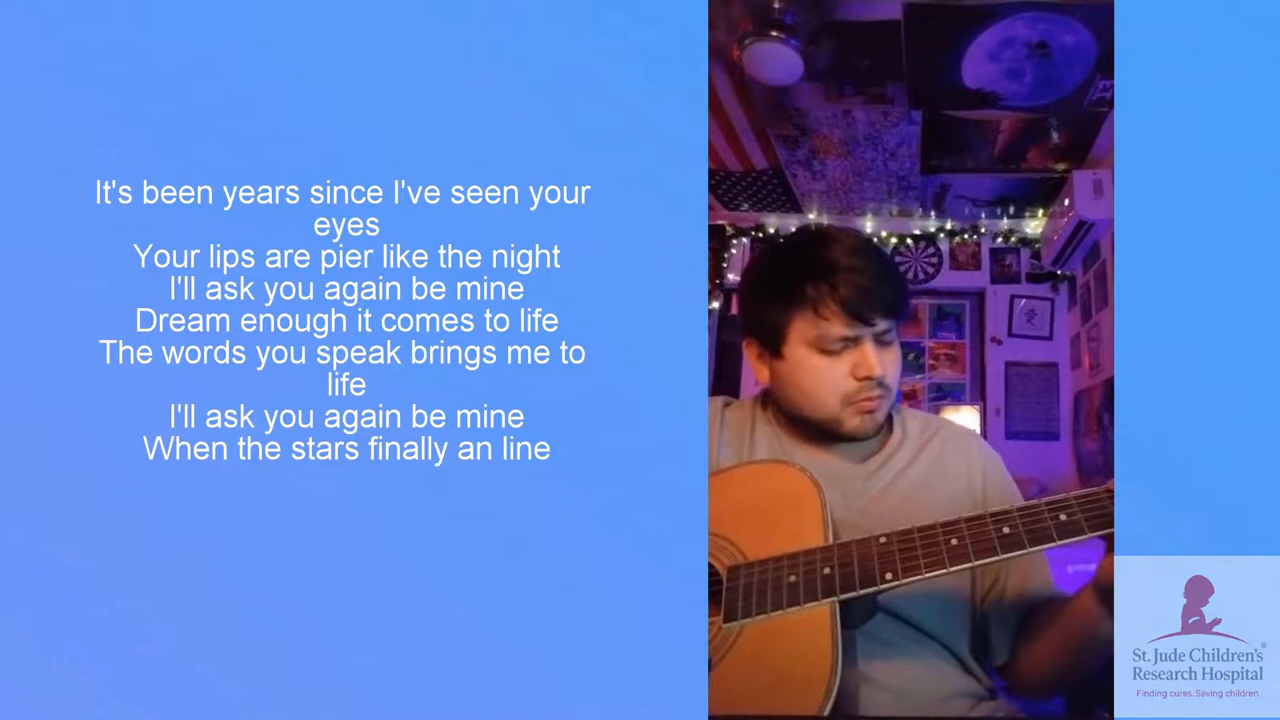 It's been years since I've seen your
eyes
Your lips are pier like the night
I'll ask you again be mine
Dream enough it comes to life
The words you speak brings me to
life
I'll ask you again be mine
When the stars finally an line
St. Jude Children's
Research Hospital
Finding cures. Saving children.